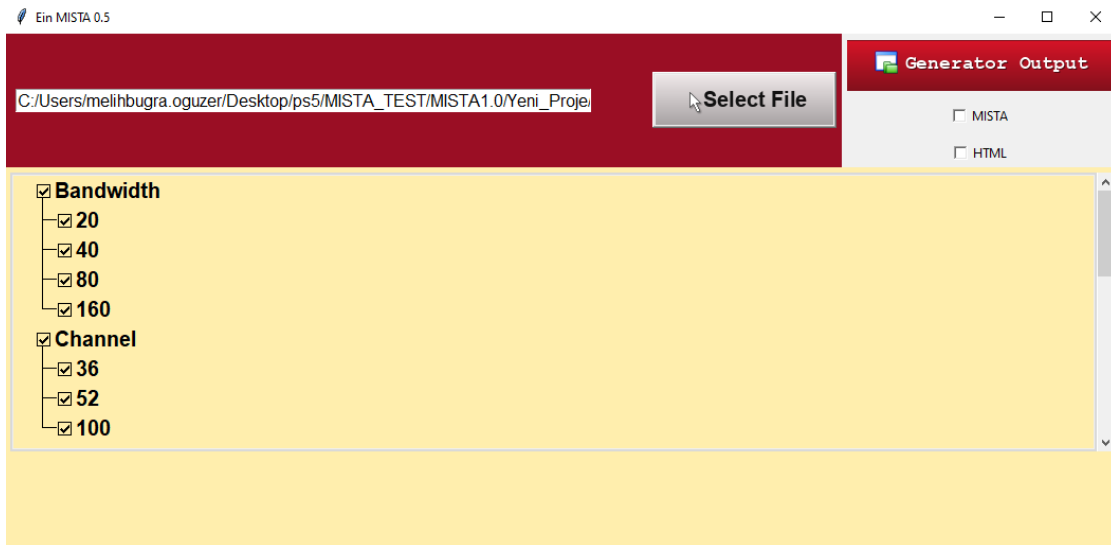 Ein MISTA 0.5
C:/Users/melihbugra.oguzer/Desktop/ps5/MISTA_TEST/MISTA1.0/Yeni_Proje/
Select File
Generator Output
MISTA
HTML
Bandwidth
20
40
80
160
Channel
36
52
100